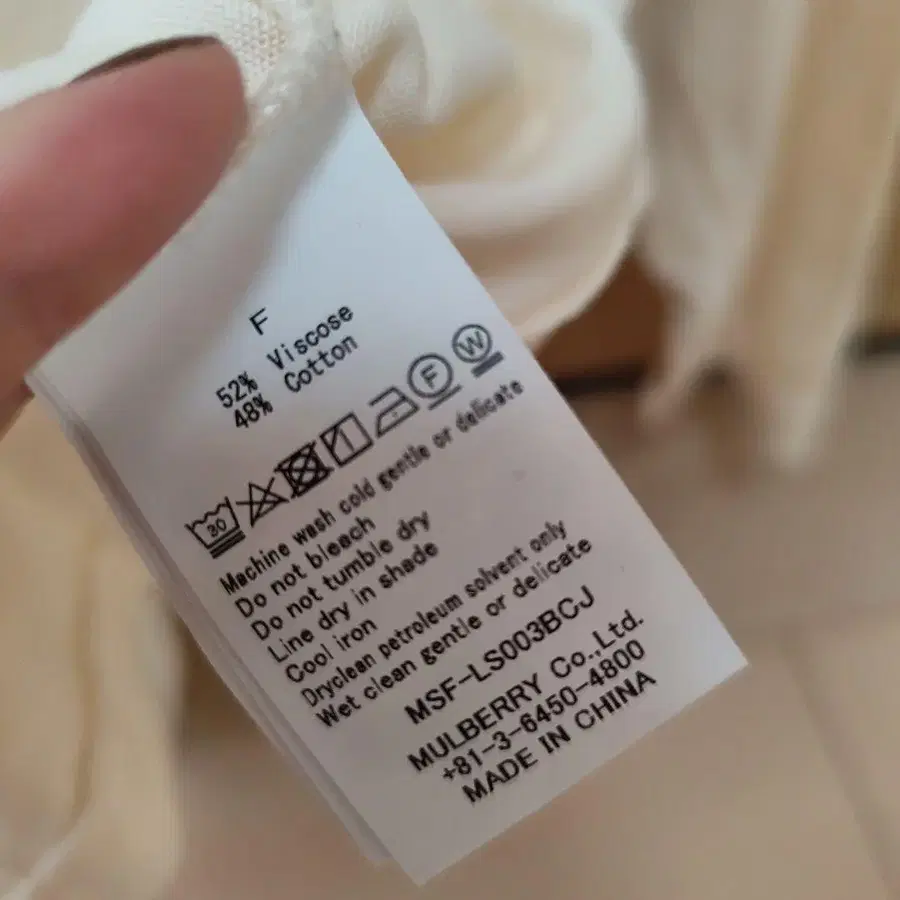 F
52% Viscose
48% Cotton
30 F W
Machine wash cold gentle or delicate
Do not bleach
Do not tumble dry
Line dry in shade
Cool iron
Dryclean petroleum solvent only
Wet clean gentle or delicate
MSF-LS003BCJ
MULBERRY Co.,Ltd.
+81-3-6450-4800
MADE IN CHINA